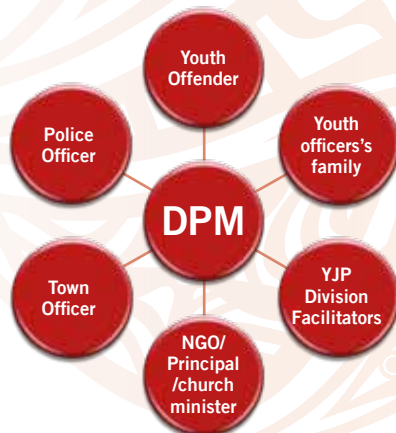 Youth
Offender
Police
Officer
Youth
officers's
family
DPM
Town
Officer
YJP
Division
Facilitators
NGO/
Principal
/church
minister